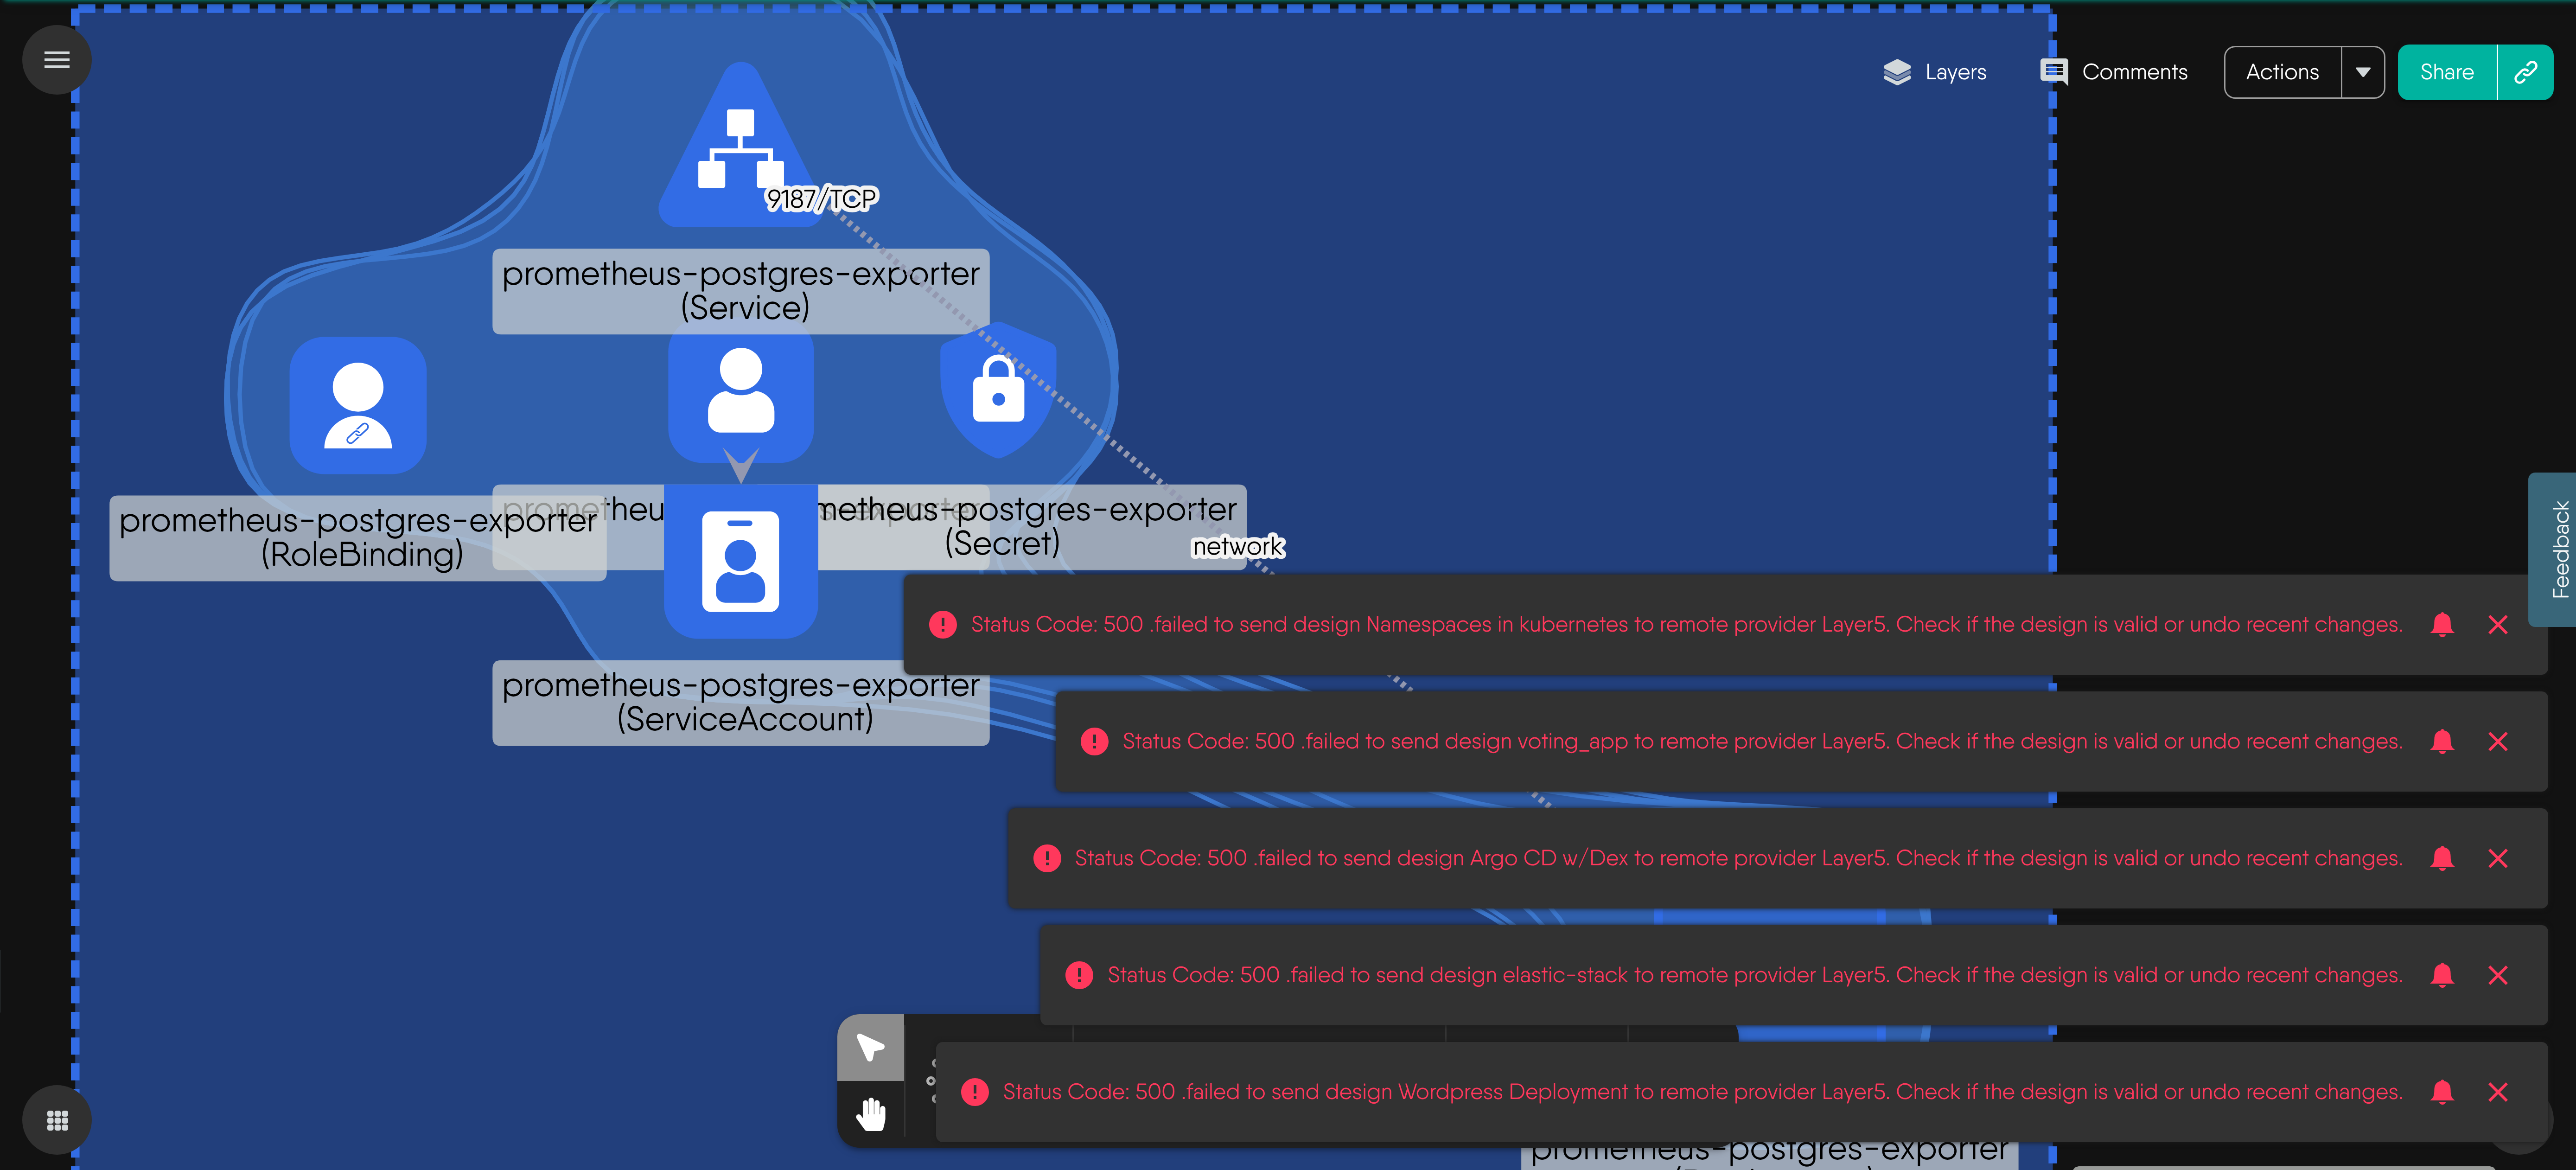 Layers
Comments
Actions
Share
9187/TCP
prometheus-postgres-exporter
(Service)
prometheus-postgres-exporter
(RoleBinding)
prometheu
metheus-postgres-exporter
(Secret)
network
prometheus-postgres-exporter
(ServiceAccount)
Feedback
Status Code: 500 .failed to send design Namespaces in kubernetes to remote provider Layer5. Check if the design is valid or undo recent changes.
Status Code: 500 .failed to send design voting_app to remote provider Layer5. Check if the design is valid or undo recent changes.
Status Code: 500 .failed to send design Argo CD w/Dex to remote provider Layer5. Check if the design is valid or undo recent changes.
Status Code: 500 .failed to send design elastic-stack to remote provider Layer5. Check if the design is valid or undo recent changes.
Status Code: 500 .failed to send design Wordpress Deployment to remote provider Layer5. Check if the design is valid or undo recent changes.
prometheus-postgres-exporter